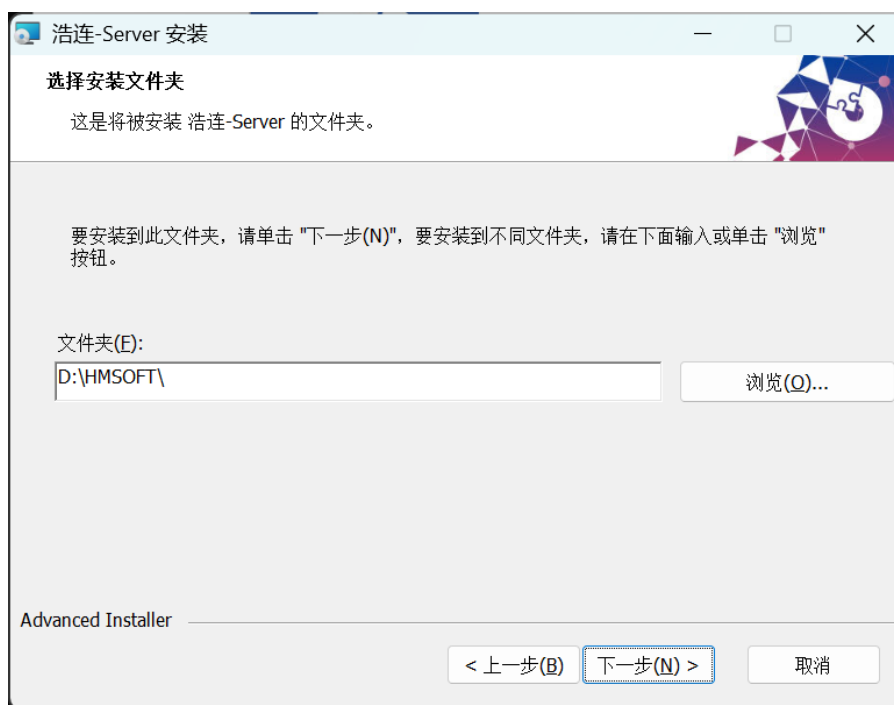 浩连-Server 安装
选择安装文件夹
这是将被安装 浩连-Server 的文件夹。
要安装到此文件夹，请单击 "下一步(N)"，要安装到不同文件夹，请在下面输入或单击 "浏览"
按钮。
文件夹(F):
D:\HMSOFT\
浏览(O)...
Advanced Installer
< 上一步(B)
下一步(N) >
取消